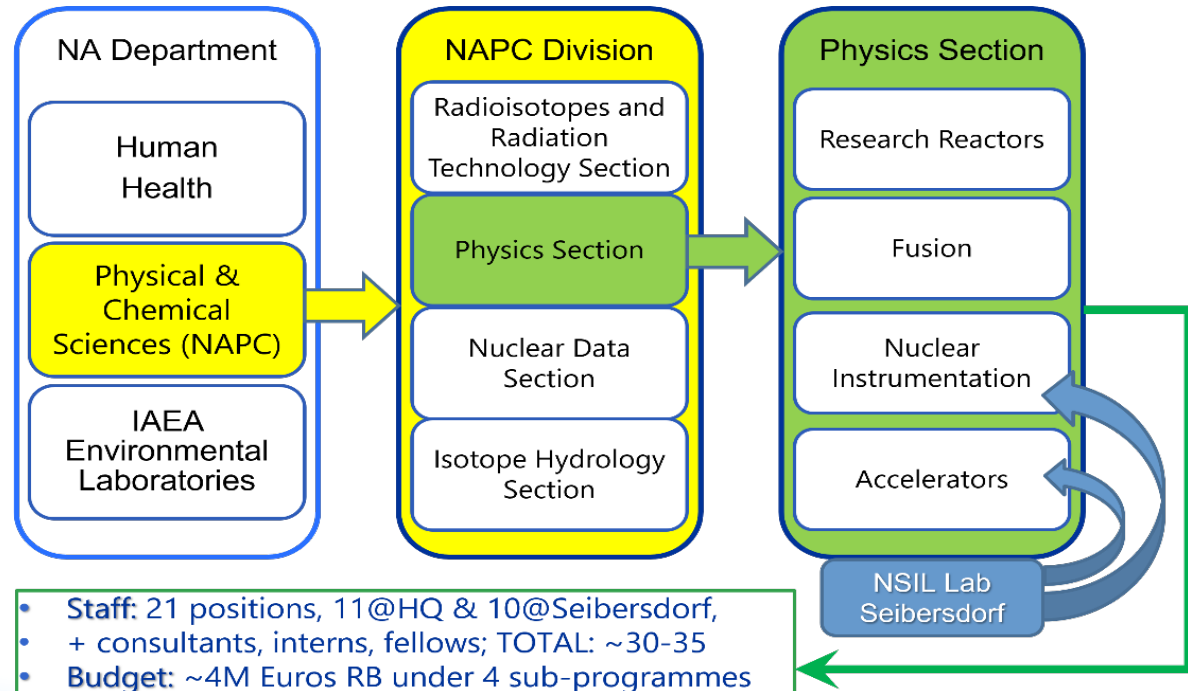 NA Department
Human
Health
Physical &
Chemical
Sciences (NAPC)
IAEA
Environmental
Laboratories
NAPC Division
Radioisotopes and
Radiation
Technology Section
Physics Section
Nuclear Data
Section
Isotope Hydrology
Section
Physics Section
Research Reactors
Fusion
Nuclear
Instrumentation
Accelerators
NSIL Lab
Seibersdorf
• Staff: 21 positions, 11@HQ & 10@Seibersdorf,
• + consultants, interns, fellows; TOTAL: ~30-35
• Budget: ~4M Euros RB under 4 sub-programmes